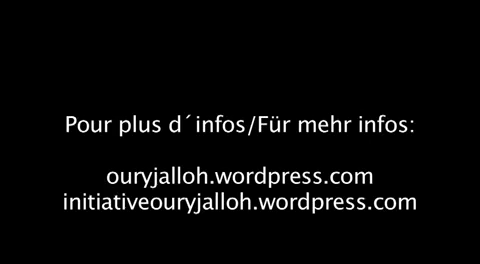 Pour plus d´infos/Für mehr infos:
ouryjalloh.wordpress.com
initiativeouryjalloh.wordpress.com